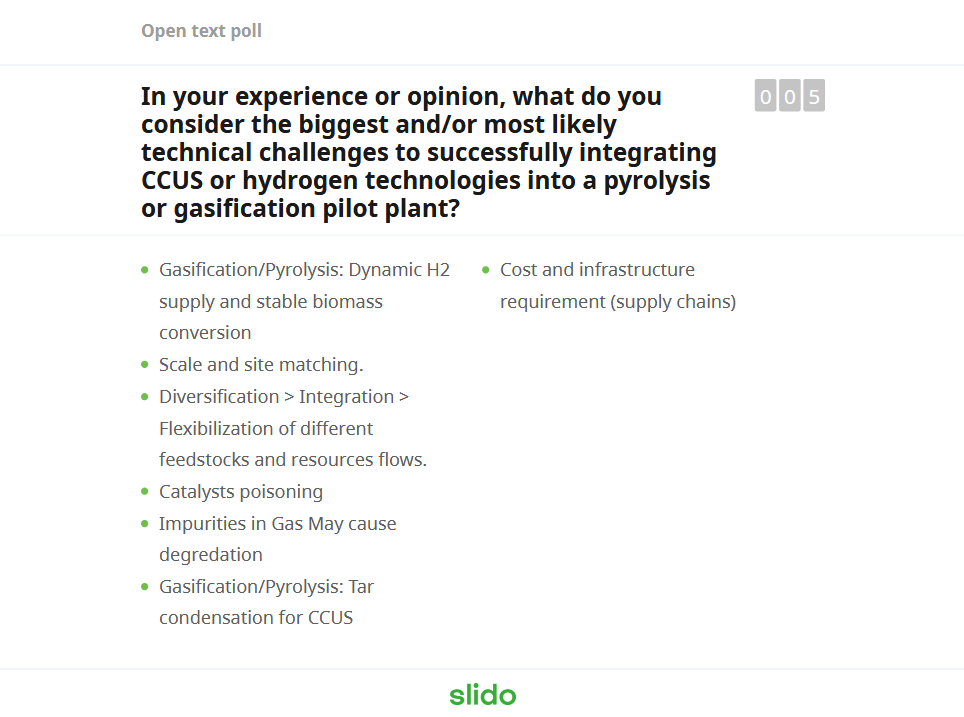 Open text poll
In your experience or opinion, what do you
consider the biggest and/or most likely
technical challenges to successfully integrating
CCUS or hydrogen technologies into a pyrolysis
or gasification pilot plant?
0 0 5
Gasification/Pyrolysis: Dynamic H2
supply and stable biomass
conversion
Scale and site matching.
Diversification > Integration >
Flexibilization of different
feedstocks and resources flows.
Catalysts poisoning
Impurities in Gas May cause
degredation
Gasification/Pyrolysis: Tar
condensation for CCUS
Cost and infrastructure
requirement (supply chains)
slido